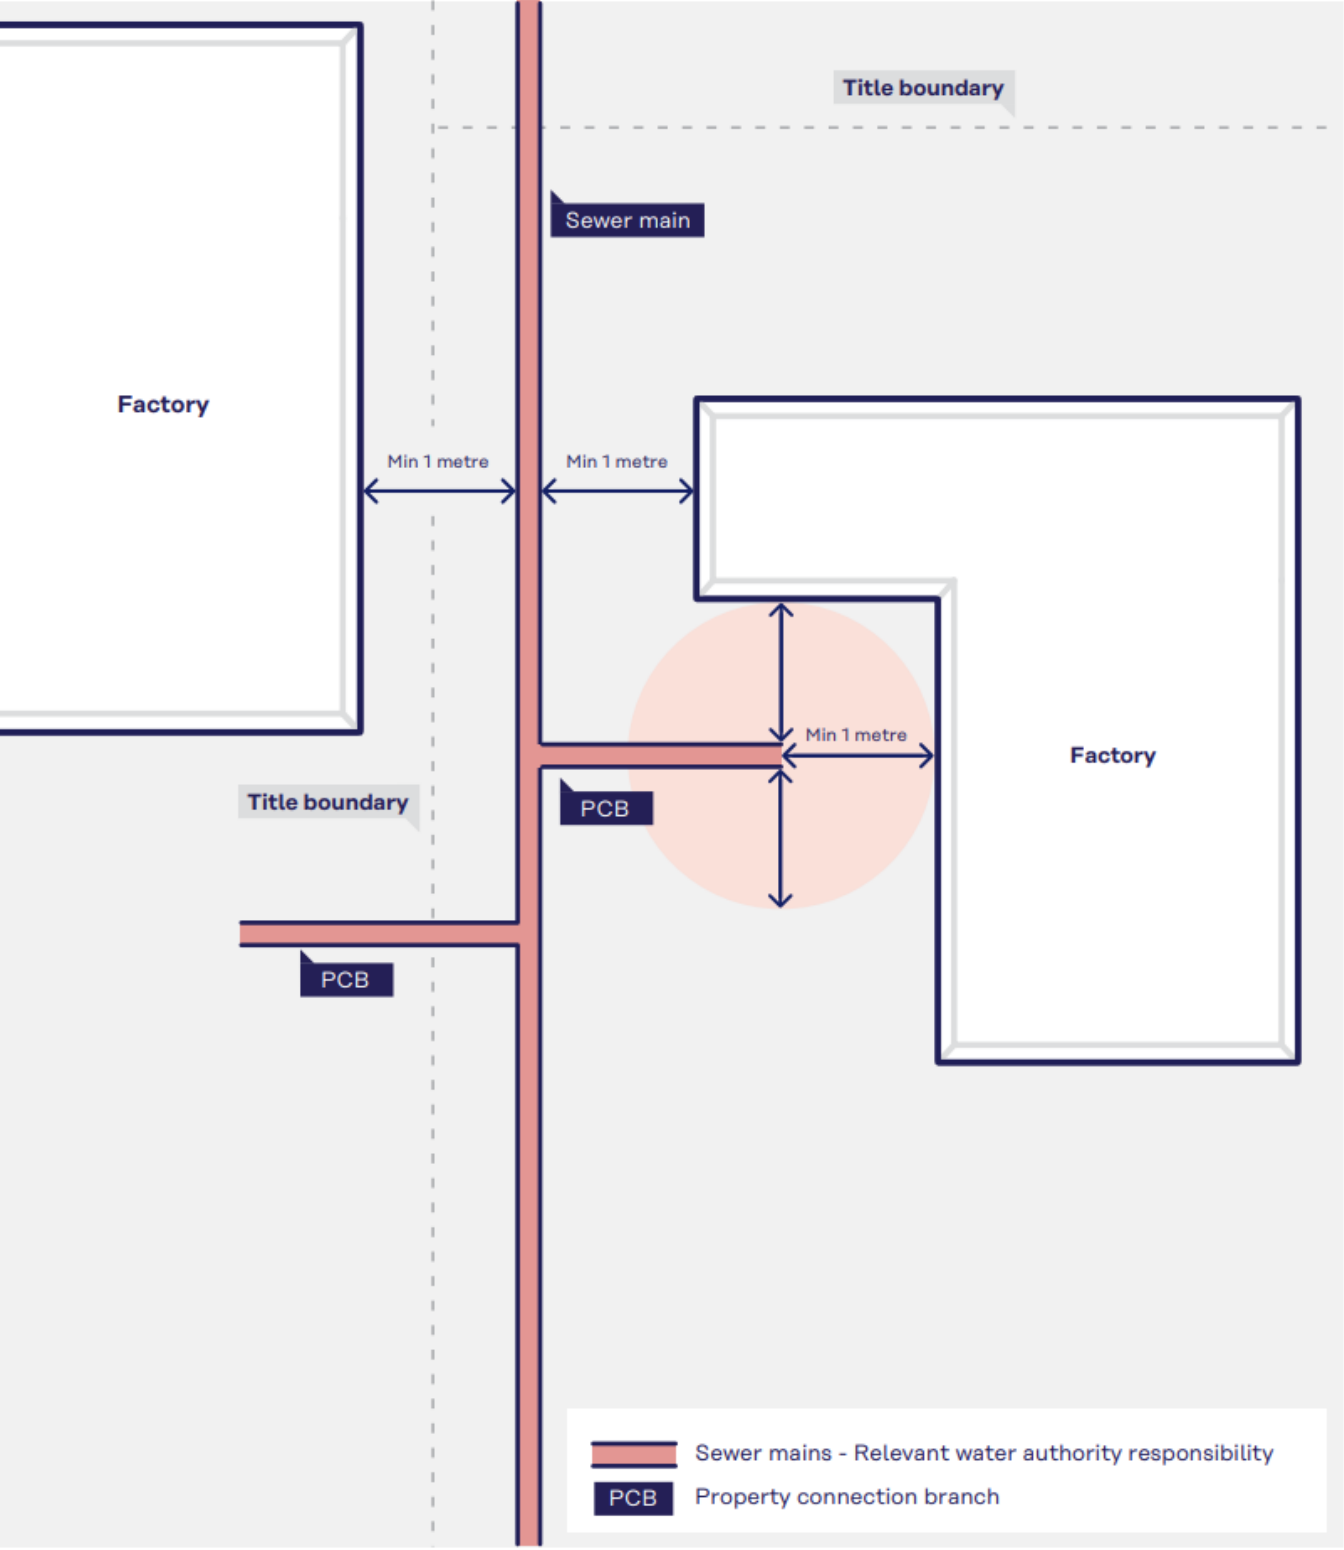 Title boundary
Sewer main
Factory
Min 1 metre
Min 1 metre
Min 1 metre
Factory
Title boundary
PCB
PCB
Sewer mains - Relevant water authority responsibility
PCB Property connection branch